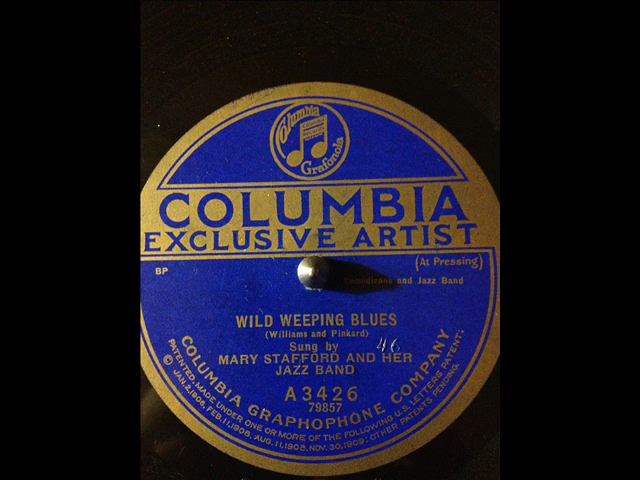 Columbia
Grafonola
COLUMBIA
EXCLUSIVE ARTIST
(At Pressing)
BP
Comedienne and Jazz Band
WILD WEEPING BLUES
(Williams and Pinkard)
Sung by
46
MARY STAFFORD AND HER
JAZZ BAND
A3426
79857
COLUMBIA GRAPHOPHONE COMPANY
PATENTED, MADE UNDER ONE OR MORE OF THE FOLLOWING U.S. LETTERS PATENT:
© JAN.2,1906, FEB.11,1908, AUG.11,1908, NOV.30,1909; OTHER PATENTS PENDING.